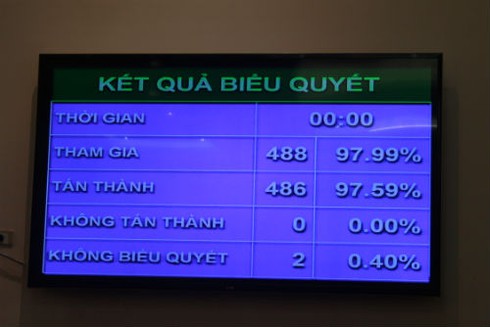 KẾT QUẢ BIỂU QUYẾT
THỜI GIAN 00:00
THAM GIA 488 97.99%
TÁN THÀNH 486 97.59%
KHÔNG TÁN THÀNH 0 0.00%
KHÔNG BIỂU QUYẾT 2 0.40%